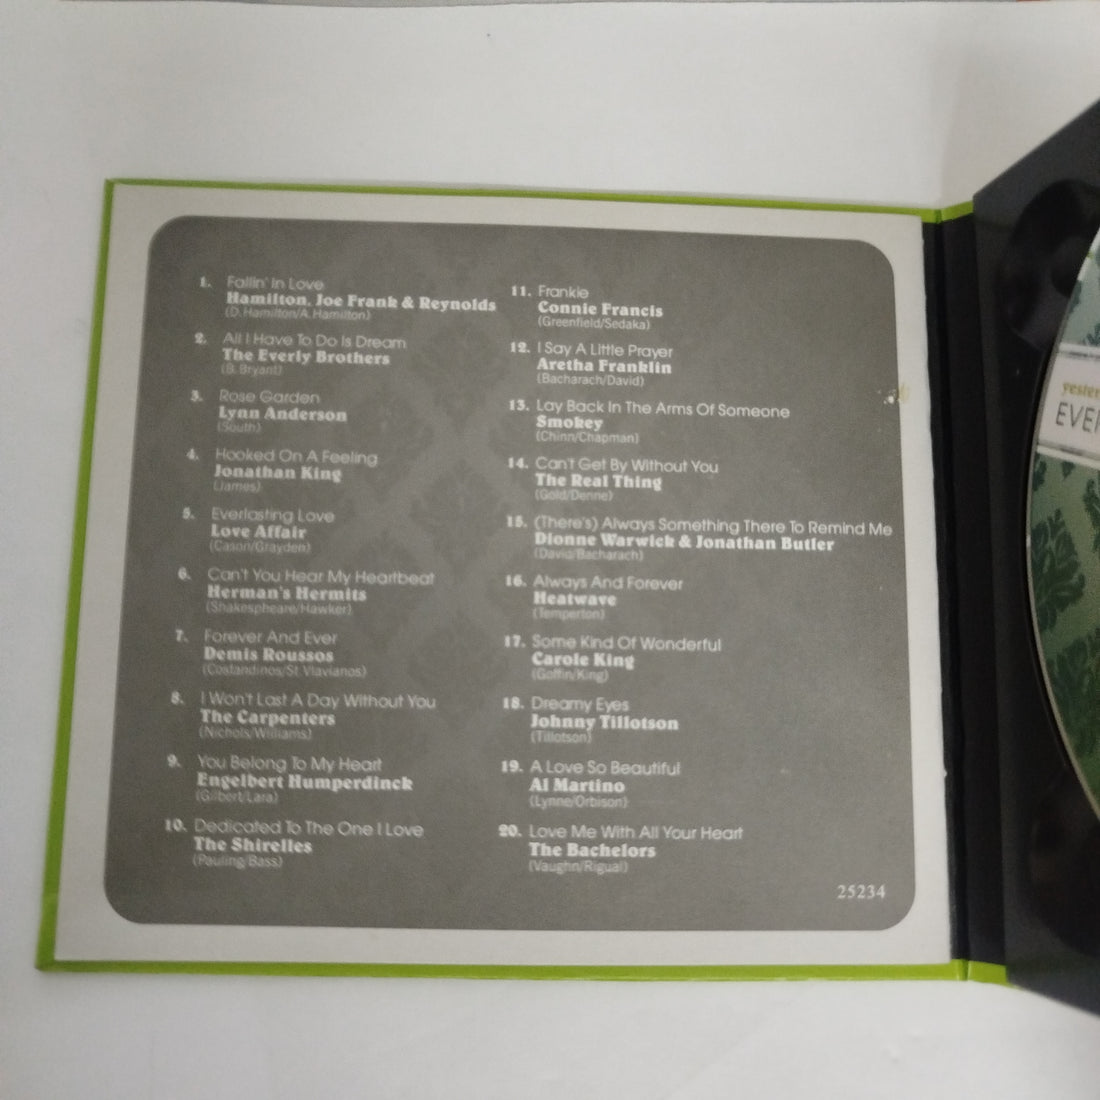 1. Fallin' In Love
Hamilton, Joe Frank & Reynolds
(D.Hamilton/A.Hamilton)
2. All I Have To Do Is Dream
The Everly Brothers
(B. Bryant)
3. Rose Garden
Lynn Anderson
(South)
4. Hooked On A Feeling
Jonathan King
(James)
5. Everlasting Love
Love Affair
(Cason/Grayden)
6. Can't You Hear My Heartbeat
Herman's Hermits
(Shakespheare/Hawker)
7. Forever And Ever
Demis Roussos
(Costandinos/St.Vlavianos)
8. I Won't Last A Day Without You
The Carpenters
(Nichols/Williams)
9. You Belong To My Heart
Engelbert Humperdinck
(Gilbert/Lara)
10. Dedicated To The One I Love
The Shirelles
(Pauling/Bass)
11. Frankie
Connie Francis
(Greenfield/Sedaka)
12. I Say A Little Prayer
Aretha Franklin
(Bacharach/David)
13. Lay Back In The Arms Of Someone
Smokey
(Chinn/Chapman)
14. Can't Get By Without You
The Real Thing
(Gold/Denne)
15. (There's) Always Something There To Remind Me
Dionne Warwick & Jonathan Butler
(David/Bacharach)
16. Always And Forever
Heatwave
(Temperton)
17. Some Kind Of Wonderful
Carole King
(Goffin/King)
18. Dreamy Eyes
Johnny Tillotson
(Tillotson)
19. A Love So Beautiful
Al Martino
(Lynne/Orbison)
20. Love Me With All Your Heart
The Bachelors
(Vaughn/Rigual)
25234